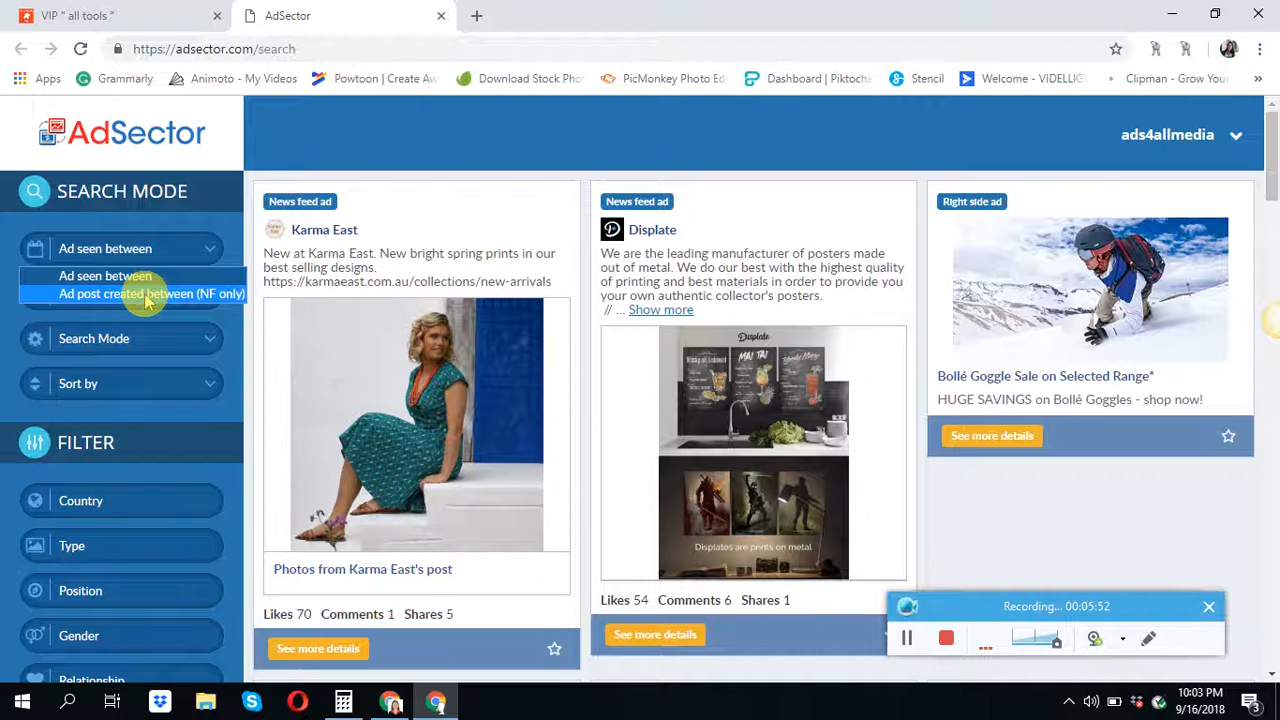 VIP " all tools "
AdSector
https://adsector.com/search
Apps
Grammarly
Animoto - My Videos
Powtoon | Create Aw
Download Stock Pho
PicMonkey Photo Edi
Dashboard | Piktocha
Stencil
Welcome - VIDELLIG
Clipman - Grow Your
AdSector
ads4allmedia
SEARCH MODE
Ad seen between
Ad seen between
Ad post created between (NF only)
Search Mode
Sort by
FILTER
Country
Type
Position
Gender
Relationship
News feed ad
Karma East
New at Karma East. New bright spring prints in our
best selling designs.
https://karmaeast.com.au/collections/new-arrivals
Photos from Karma East's post
Likes 70 Comments 1 Shares 5
See more details
News feed ad
Displate
We are the leading manufacturer of posters made
out of metal. We do our best with the highest quality
of printing and best materials in order to provide you
your own authentic collector's posters.
// ... Show more
Displate
MAI TAI
Displates are prints on metal
Likes 54 Comments 6 Shares 1
See more details
Right side ad
Bollé Goggle Sale on Selected Range*
HUGE SAVINGS on Bollé Goggles - shop now!
See more details
Recording... 00:05:52
10:03 PM
9/16/2018
3